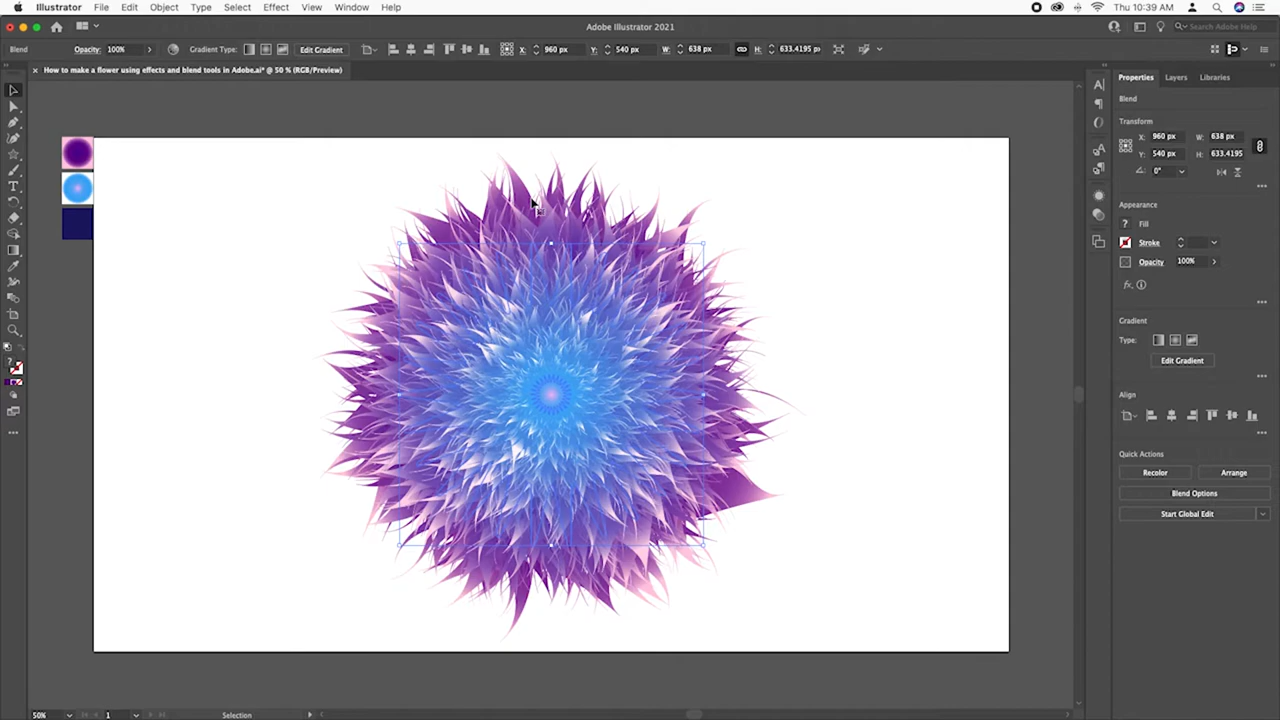 Illustrator File Edit Object Type Select Effect View Window Help Thu 10:39 AM
Adobe Illustrator 2021 Search Adobe Help
Blend Opacity: 100% Gradient Type: Edit Gradient X: 960 px Y: 540 px W: 638 px H: 633.4195 px
× How to make a flower using effects and blend tools in Adobe.ai* @ 50 % (RGB/Preview)
Properties Layers Libraries
Blend
Transform
X: 960 px W: 638 px
Y: 540 px H: 633.4195
0°
Appearance
? Fill
Stroke
Opacity 100%
fx
Gradient
Type:
Edit Gradient
Align
Quick Actions
Recolor Arrange
Blend Options
Start Global Edit
50% 1 Selection